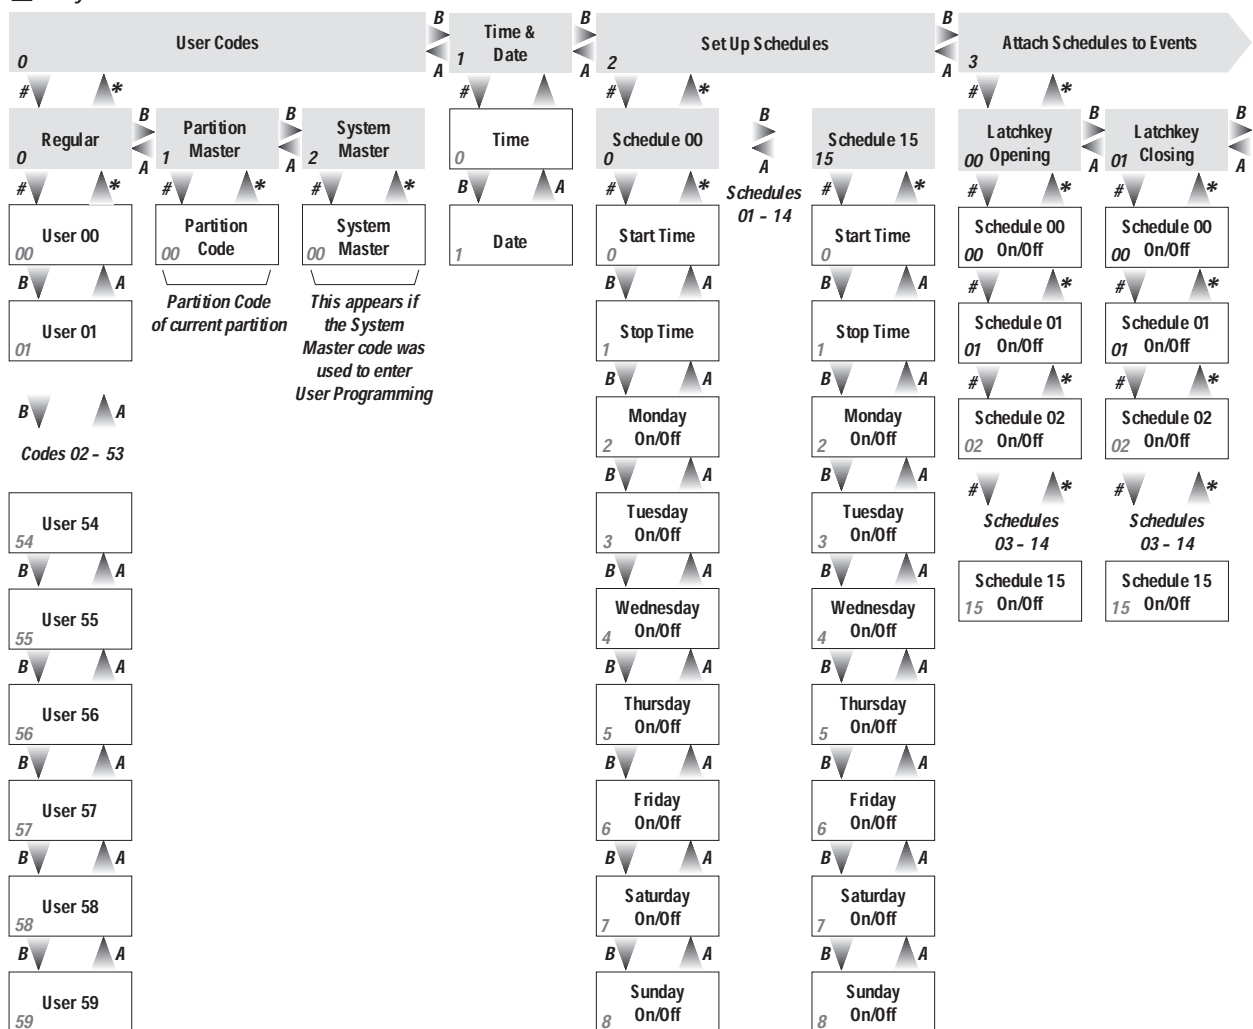 B B B
User Codes Time & Date Set Up Schedules Attach Schedules to Events
0 1 2 3
A A A
# * # # * # *
Regular B Partition Master B System Master Time Schedule 00 B Schedule 15 Latchkey Opening B Latchkey Closing B
0 A 1 A 2 0 0 A 15 00 A 01 A
# * # * # * B A # * Schedules 01 – 14 # * # * # *
User 00 Partition Code System Master Date Start Time Start Time Schedule 00 On/Off Schedule 00 On/Off
00 00 00 1 0 0 00 00
B A Partition Code of current partition This appears if the System Master code was used to enter User Programming B A B A # * # *
User 01 Stop Time Stop Time Schedule 01 On/Off Schedule 01 On/Off
01 1 1 01 01
B A B A # * # *
B A Monday On/Off Monday On/Off Schedule 02 On/Off Schedule 02 On/Off
2 2 02 02
Codes 02 – 53 B A B A # * # *
User 54 Tuesday On/Off Tuesday On/Off Schedules 03 – 14 Schedules 03 – 14
54 3 3
B A B A B A Schedule 15 On/Off Schedule 15 On/Off
15 15
User 55 Wednesday On/Off Wednesday On/Off
55 4 4
B A B A B A
User 56 Thursday On/Off Thursday On/Off
56 5 5
B A B A B A
User 57 Friday On/Off Friday On/Off
57 6 6
B A B A B A
User 58 Saturday On/Off Saturday On/Off
58 7 7
B A B A B A
User 59 Sunday On/Off Sunday On/Off
59 8 8